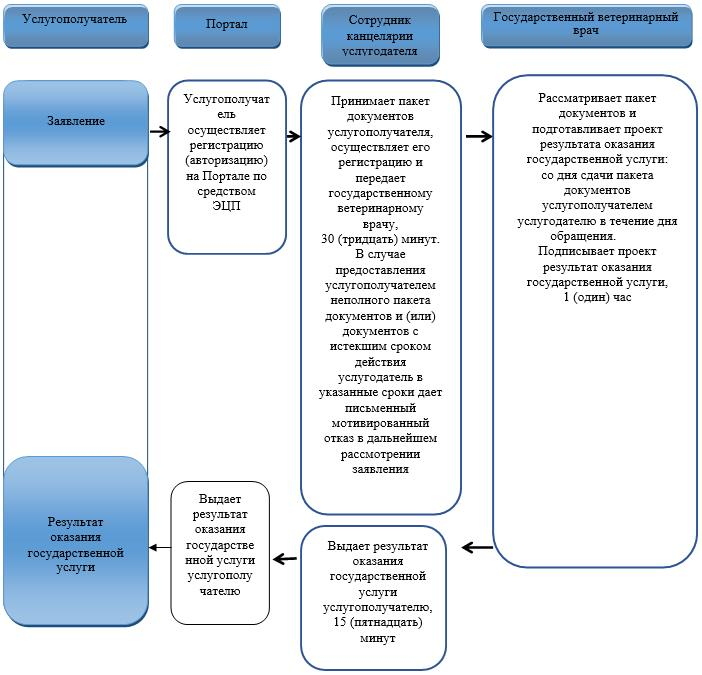 Услугополучатель
Портал
Сотрудник
канцелярии
услугодателя
Государственный ветеринарный
врач
Заявление
Услугополучат
ель
осуществляет
регистрацию
(авторизацию)
на Портале по
средством
ЭЦП
Принимает пакет
документов
услугополучателя,
осуществляет его
регистрацию и
передает
государственному
ветеринарному
врачу,
30 (тридцать) минут.
В случае
предоставления
услугополучателем
неполного пакета
документов и (или)
документов с
истекшим сроком
действия
услугодатель в
указанные сроки дает
письменный
мотивированный
отказ в дальнейшем
рассмотрении
заявления
Рассматривает пакет
документов и
подготавливает проект
результата оказания
государственной услуги:
со дня сдачи пакета
документов
услугополучателем
услугодателю в течение дня
обращения.
Подписывает проект
результат оказания
государственной услуги,
1 (один) час
Результат
оказания
государственной
услуги
Выдает
результат
оказания
государстве
нной услуги
услугополу
чателю
Выдает результат
оказания
государственной
услуги
услугополучателю,
15 (пятнадцать)
минут